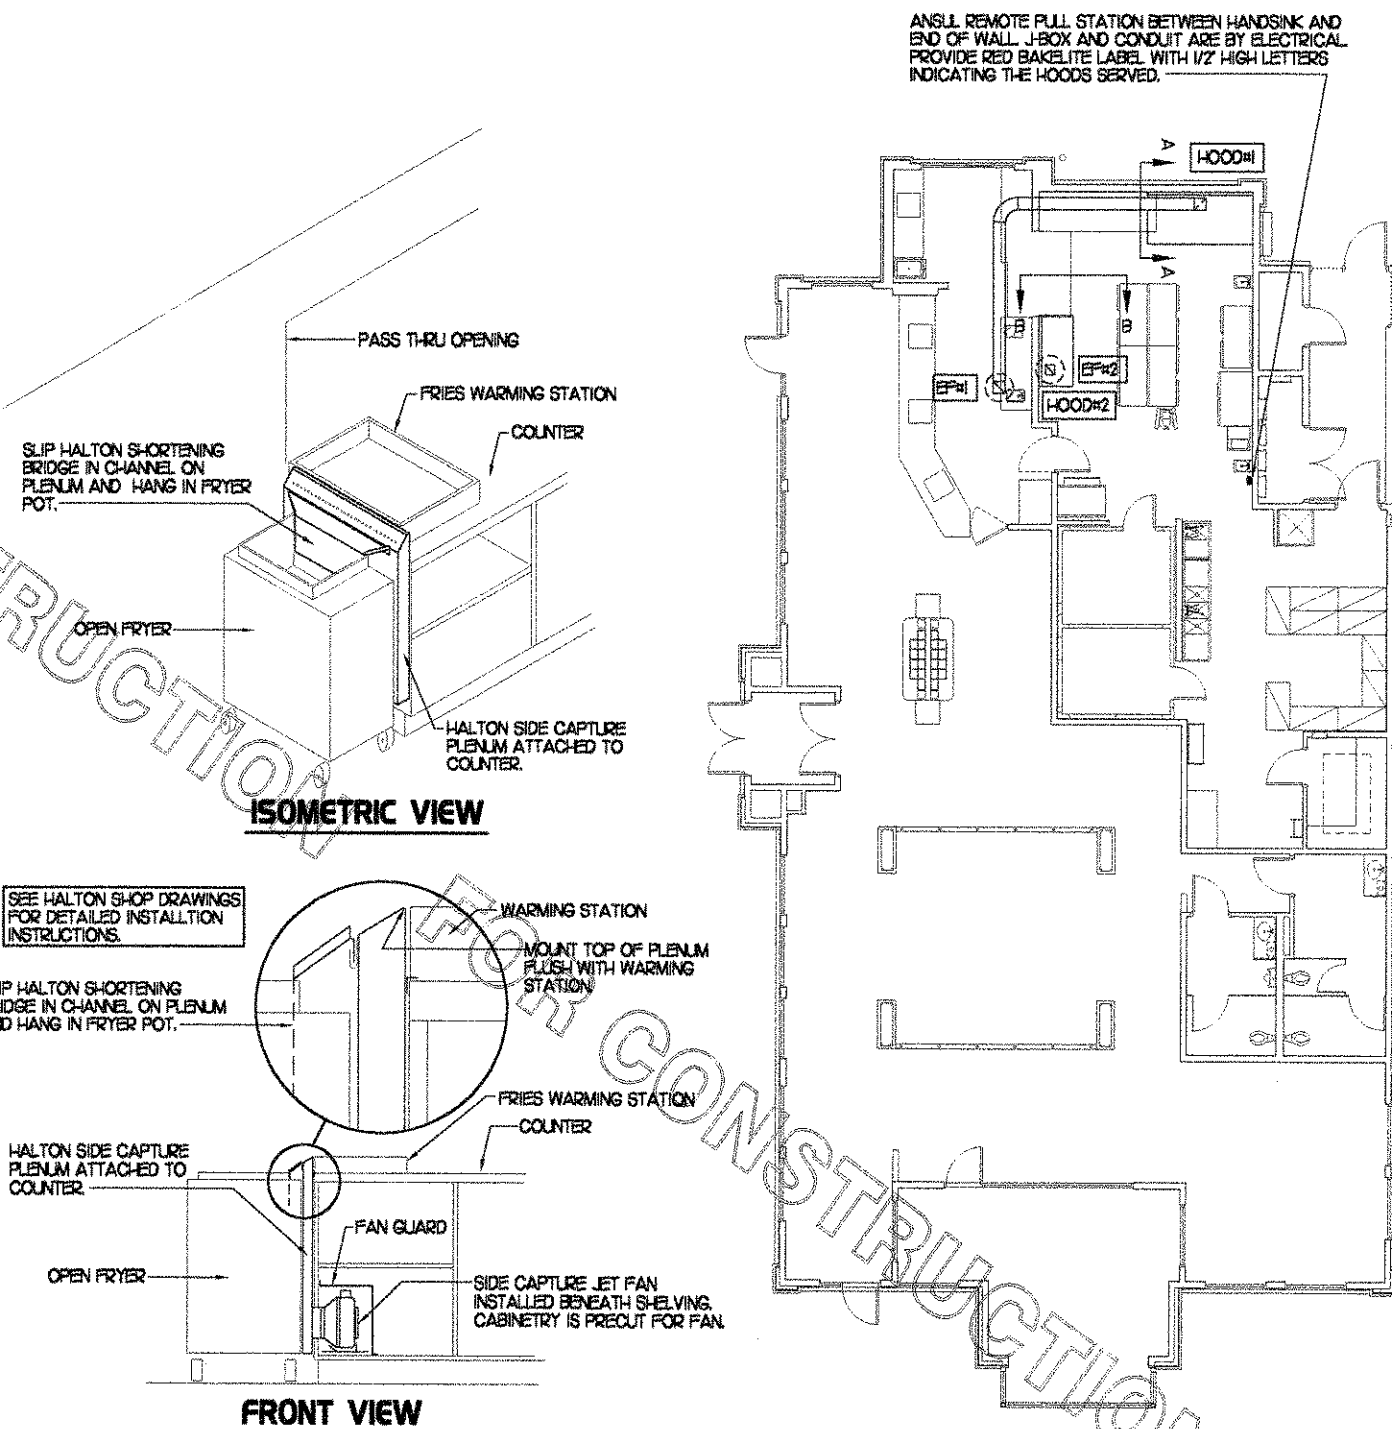 ANSUL REMOTE PULL STATION BETWEEN HANDSINK AND
END OF WALL. J-BOX AND CONDUIT ARE BY ELECTRICAL.
PROVIDE RED BAKELITE LABEL WITH 1/2" HIGH LETTERS
INDICATING THE HOODS SERVED.
A
HOOD#1
A
B
B
EF#1
EF#2
HOOD#2
PASS THRU OPENING
FRIES WARMING STATION
COUNTER
SLIP HALTON SHORTENING
BRIDGE IN CHANNEL ON
PLENUM AND HANG IN FRYER
POT.
OPEN FRYER
HALTON SIDE CAPTURE
PLENUM ATTACHED TO
COUNTER.
ISOMETRIC VIEW
SEE HALTON SHOP DRAWINGS
FOR DETAILED INSTALLTION
INSTRUCTIONS.
WARMING STATION
MOUNT TOP OF PLENUM
FLUSH WITH WARMING
STATION
IP HALTON SHORTENING
IDGE IN CHANNEL ON PLENUM
D HANG IN FRYER POT.
FRIES WARMING STATION
COUNTER
HALTON SIDE CAPTURE
PLENUM ATTACHED TO
COUNTER.
FAN GUARD
OPEN FRYER
SIDE CAPTURE JET FAN
INSTALLED BENEATH SHELVING.
CABINETRY IS PRECUT FOR FAN.
FRONT VIEW
TRUCTION
FOR CONSTRUCTION